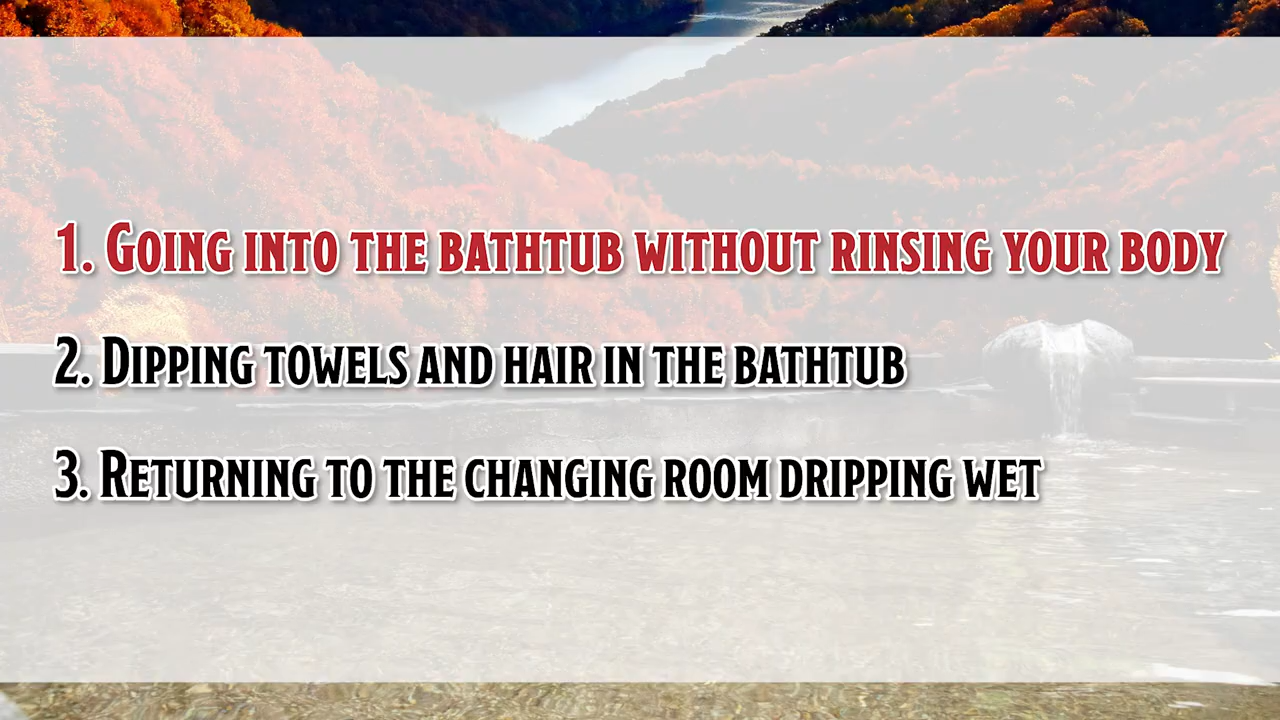 1. Going into the bathtub without rinsing your body
2. Dipping towels and hair in the bathtub
3. Returning to the changing room dripping wet